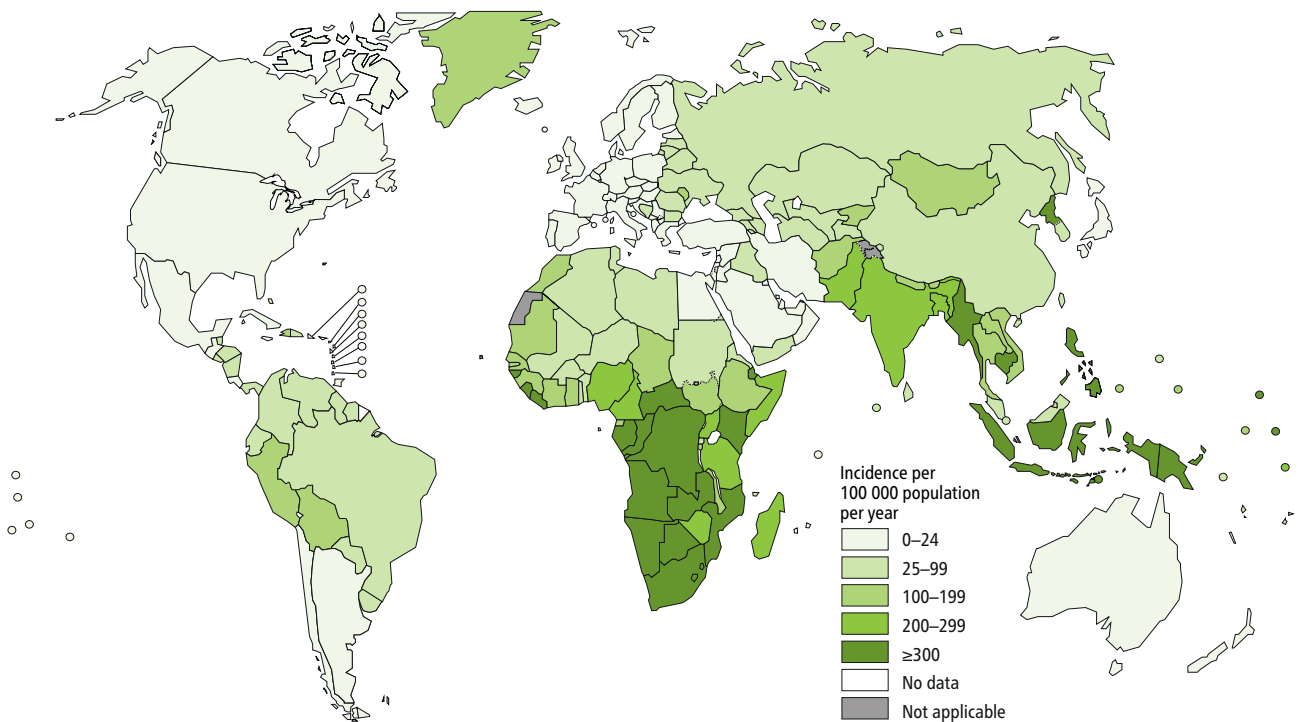 Incidence per
100 000 population
per year
0–24
25–99
100–199
200–299
≥300
No data
Not applicable